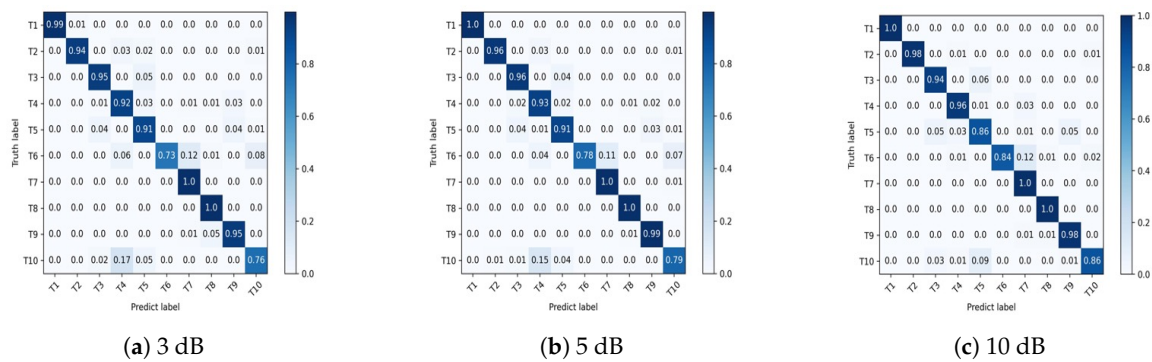 T1 0.99 0.01 0.0 0.0 0.0 0.0 0.0 0.0 0.0 0.0
T2 0.0 0.94 0.0 0.03 0.02 0.0 0.0 0.0 0.0 0.01
T3 0.0 0.0 0.95 0.0 0.05 0.0 0.0 0.0 0.0 0.0
T4 0.0 0.0 0.01 0.92 0.03 0.0 0.01 0.01 0.03 0.0
T5 0.0 0.0 0.04 0.0 0.91 0.0 0.0 0.0 0.04 0.01
T6 0.0 0.0 0.0 0.06 0.0 0.73 0.12 0.01 0.0 0.08
T7 0.0 0.0 0.0 0.0 0.0 0.0 1.0 0.0 0.0 0.0
T8 0.0 0.0 0.0 0.0 0.0 0.0 0.0 1.0 0.0 0.0
T9 0.0 0.0 0.0 0.0 0.0 0.0 0.01 0.05 0.95 0.0
T10 0.0 0.0 0.02 0.17 0.05 0.0 0.0 0.0 0.0 0.76
T1 T2 T3 T4 T5 T6 T7 T8 T9 T10
Truth label
Predict label
0.8
0.6
0.4
0.2
0.0
(a) 3 dB
T1 1.0 0.0 0.0 0.0 0.0 0.0 0.0 0.0 0.0 0.0
T2 0.0 0.96 0.0 0.03 0.0 0.0 0.0 0.0 0.0 0.01
T3 0.0 0.0 0.96 0.0 0.04 0.0 0.0 0.0 0.0 0.0
T4 0.0 0.0 0.02 0.93 0.02 0.0 0.0 0.01 0.02 0.0
T5 0.0 0.0 0.04 0.01 0.91 0.0 0.0 0.0 0.03 0.01
T6 0.0 0.0 0.0 0.04 0.0 0.78 0.11 0.0 0.0 0.07
T7 0.0 0.0 0.0 0.0 0.0 0.0 1.0 0.0 0.0 0.01
T8 0.0 0.0 0.0 0.0 0.0 0.0 0.0 1.0 0.0 0.0
T9 0.0 0.0 0.0 0.0 0.0 0.0 0.0 0.01 0.99 0.0
T10 0.0 0.01 0.01 0.15 0.04 0.0 0.0 0.0 0.0 0.79
T1 T2 T3 T4 T5 T6 T7 T8 T9 T10
Truth label
Predict label
0.8
0.6
0.4
0.2
0.0
(b) 5 dB
T1 1.0 0.0 0.0 0.0 0.0 0.0 0.0 0.0 0.0 0.0
T2 0.0 0.98 0.0 0.01 0.0 0.0 0.0 0.0 0.0 0.01
T3 0.0 0.0 0.94 0.0 0.06 0.0 0.0 0.0 0.0 0.0
T4 0.0 0.0 0.0 0.96 0.01 0.0 0.03 0.0 0.0 0.0
T5 0.0 0.0 0.05 0.03 0.86 0.0 0.01 0.0 0.05 0.0
T6 0.0 0.0 0.0 0.01 0.0 0.84 0.12 0.01 0.0 0.02
T7 0.0 0.0 0.0 0.0 0.0 0.0 1.0 0.0 0.0 0.0
T8 0.0 0.0 0.0 0.0 0.0 0.0 0.0 1.0 0.0 0.0
T9 0.0 0.0 0.0 0.0 0.0 0.0 0.01 0.01 0.98 0.0
T10 0.0 0.0 0.03 0.01 0.09 0.0 0.0 0.0 0.01 0.86
T1 T2 T3 T4 T5 T6 T7 T8 T9 T10
Truth label
Predict label
1.0
0.8
0.6
0.4
0.2
0.0
(c) 10 dB